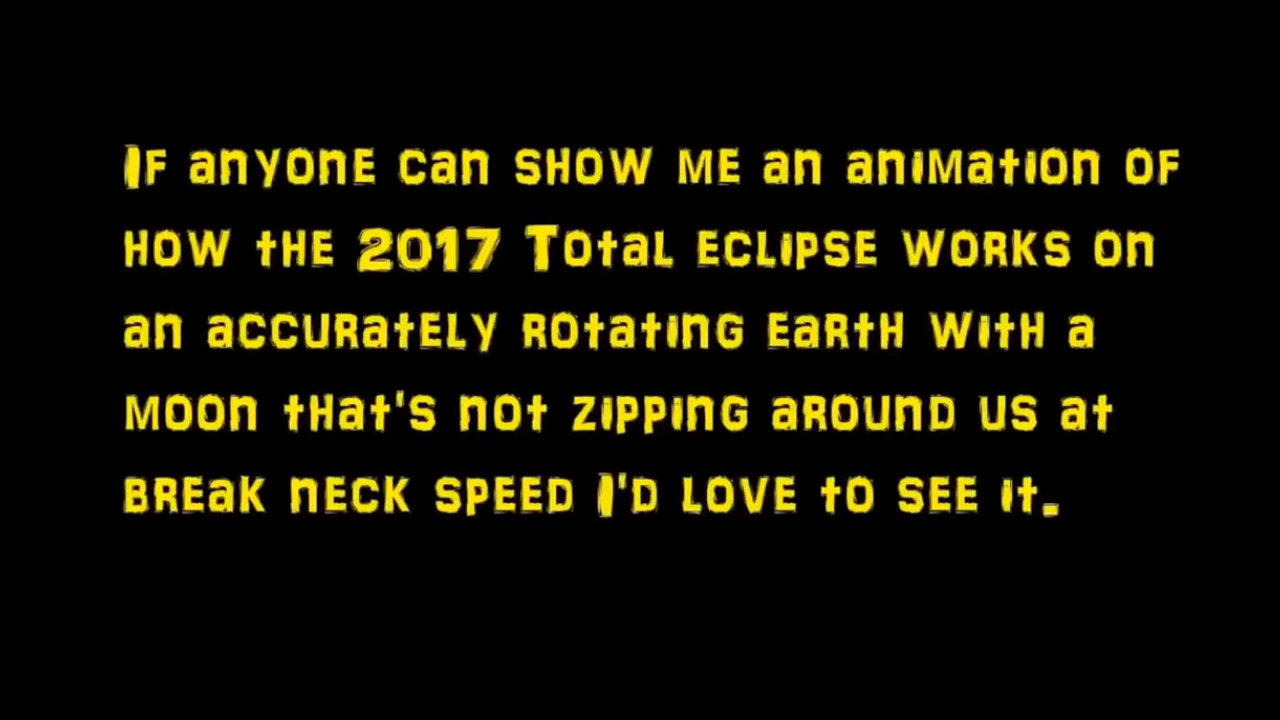 If anyone can show me an animation of
how the 2017 Total eclipse works on
an accurately rotating earth with a
moon that's not zipping around us at
break neck speed I'd love to see it.